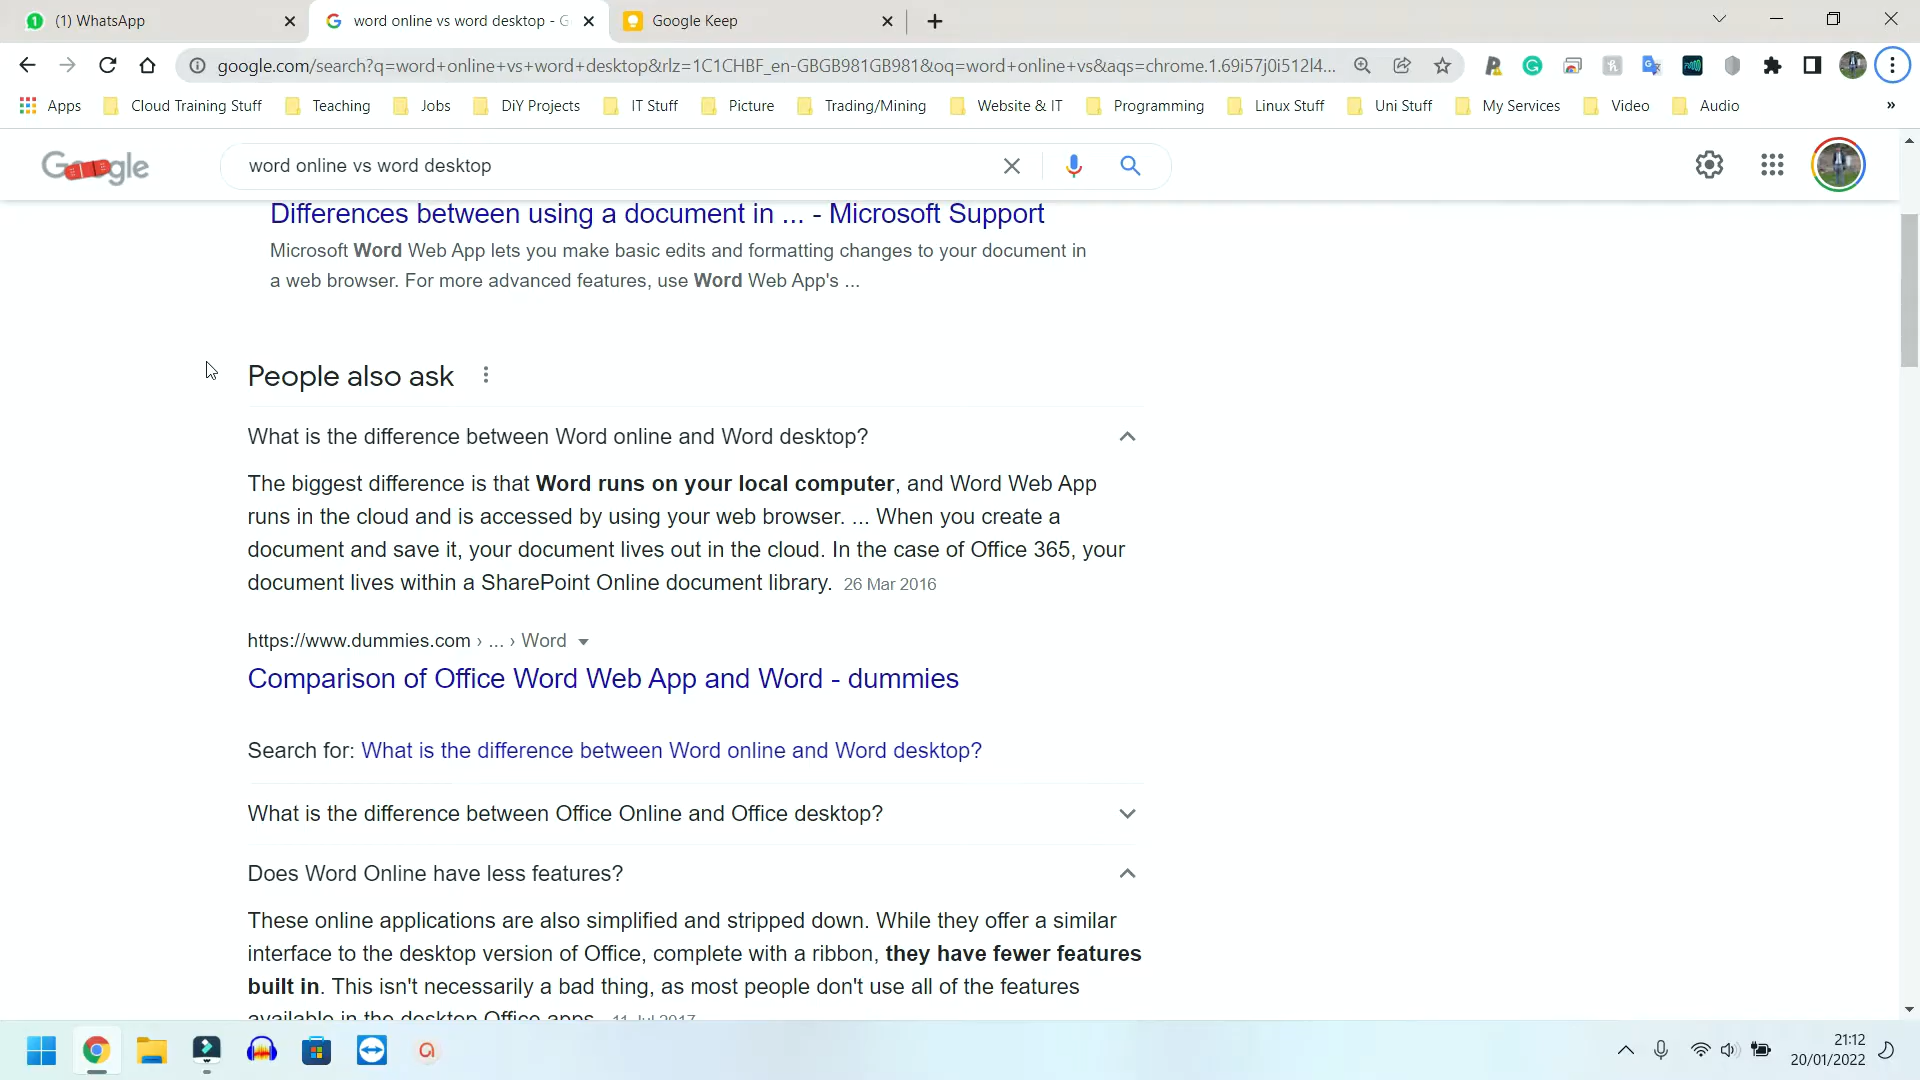 (1) WhatsApp
word online vs word desktop - G
Google Keep
google.com/search?q=word+online+vs+word+desktop&rlz=1C1CHBF_en-GBGB981GB981&oq=word+online+vs&aqs=chrome.1.69i57j0i512l4...
Apps
Cloud Training Stuff
Teaching
Jobs
DiY Projects
IT Stuff
Picture
Trading/Mining
Website & IT
Programming
Linux Stuff
Uni Stuff
My Services
Video
Audio
»
Google
word online vs word desktop
Differences between using a document in ... - Microsoft Support
Microsoft Word Web App lets you make basic edits and formatting changes to your document in
a web browser. For more advanced features, use Word Web App's ...
People also ask
What is the difference between Word online and Word desktop?
The biggest difference is that Word runs on your local computer, and Word Web App
runs in the cloud and is accessed by using your web browser. ... When you create a
document and save it, your document lives out in the cloud. In the case of Office 365, your
document lives within a SharePoint Online document library. 26 Mar 2016
https://www.dummies.com › ... › Word
Comparison of Office Word Web App and Word - dummies
Search for: What is the difference between Word online and Word desktop?
What is the difference between Office Online and Office desktop?
Does Word Online have less features?
These online applications are also simplified and stripped down. While they offer a similar
interface to the desktop version of Office, complete with a ribbon, they have fewer features
built in. This isn't necessarily a bad thing, as most people don't use all of the features
available in the desktop Office apps. 11 Jul 2017
21:12
20/01/2022